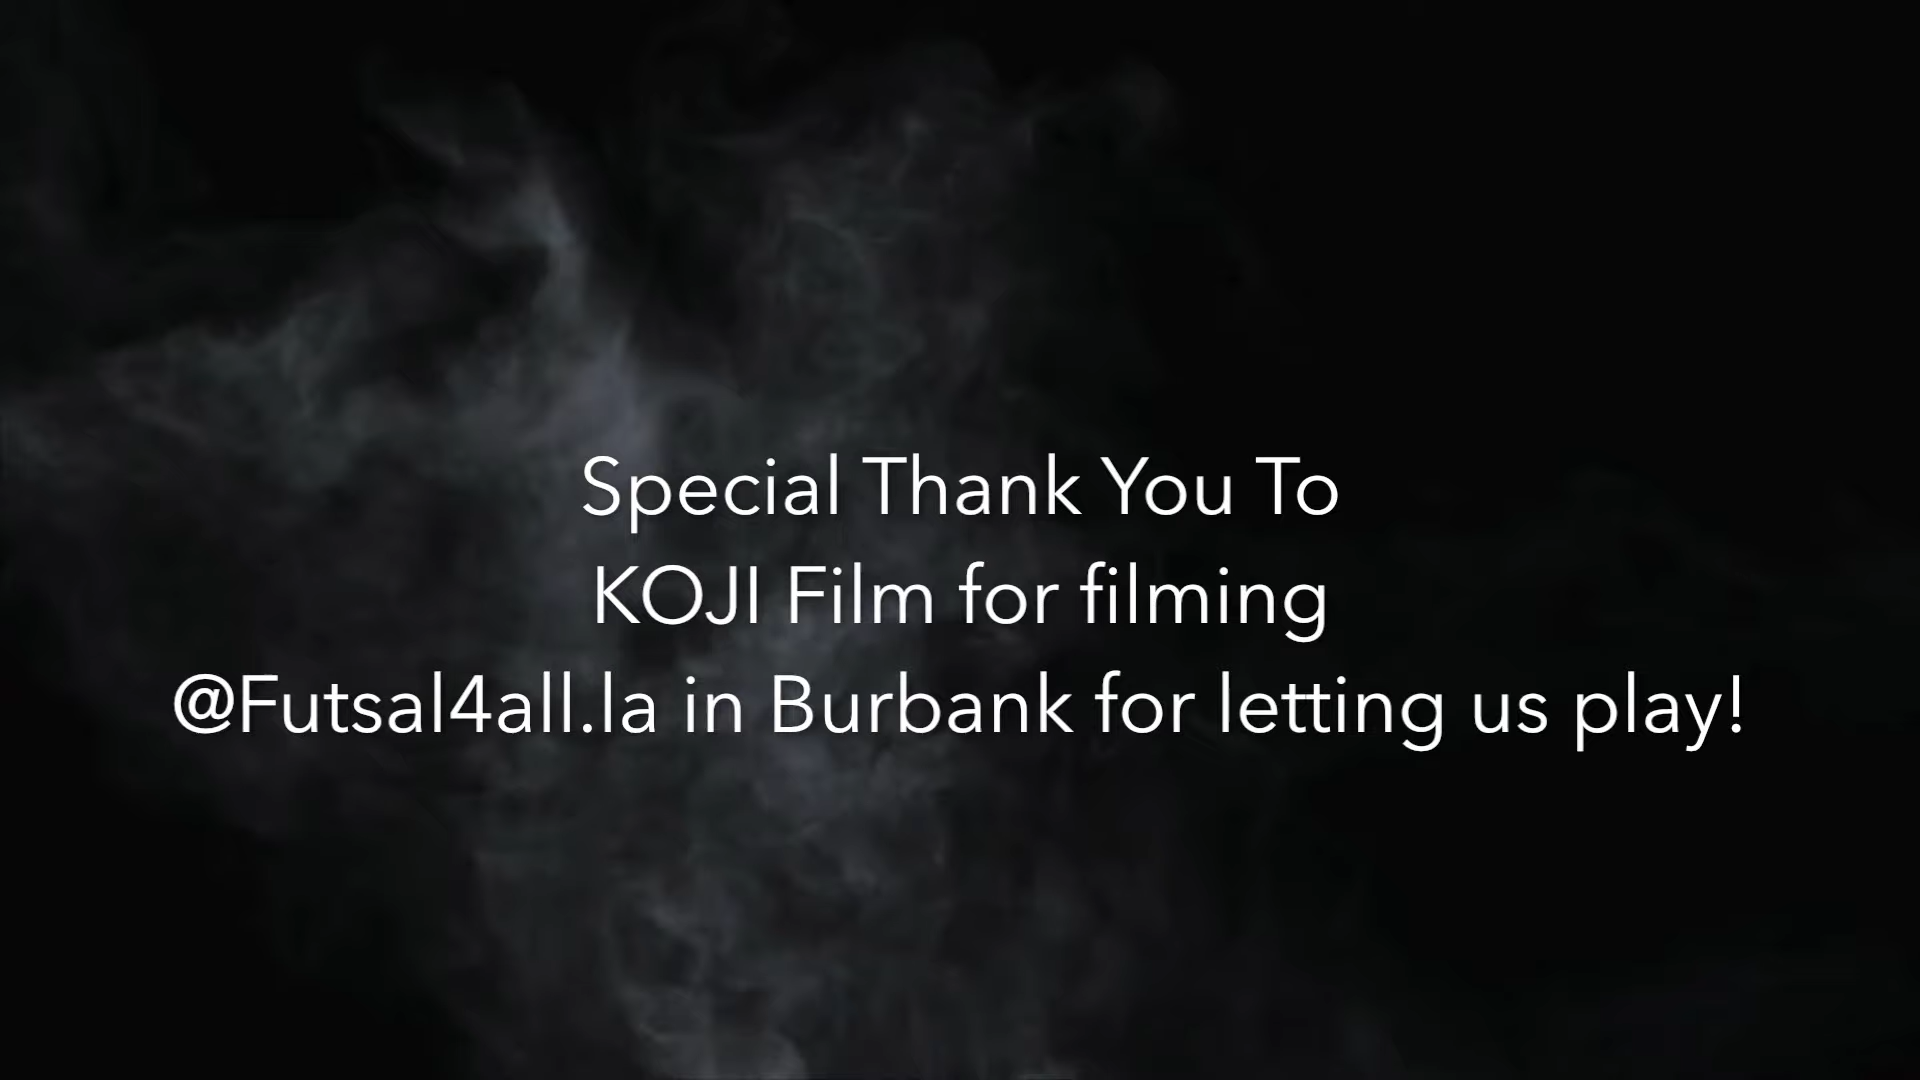 Special Thank You To
KOJI Film for filming
@Futsal4all.la in Burbank for letting us play!